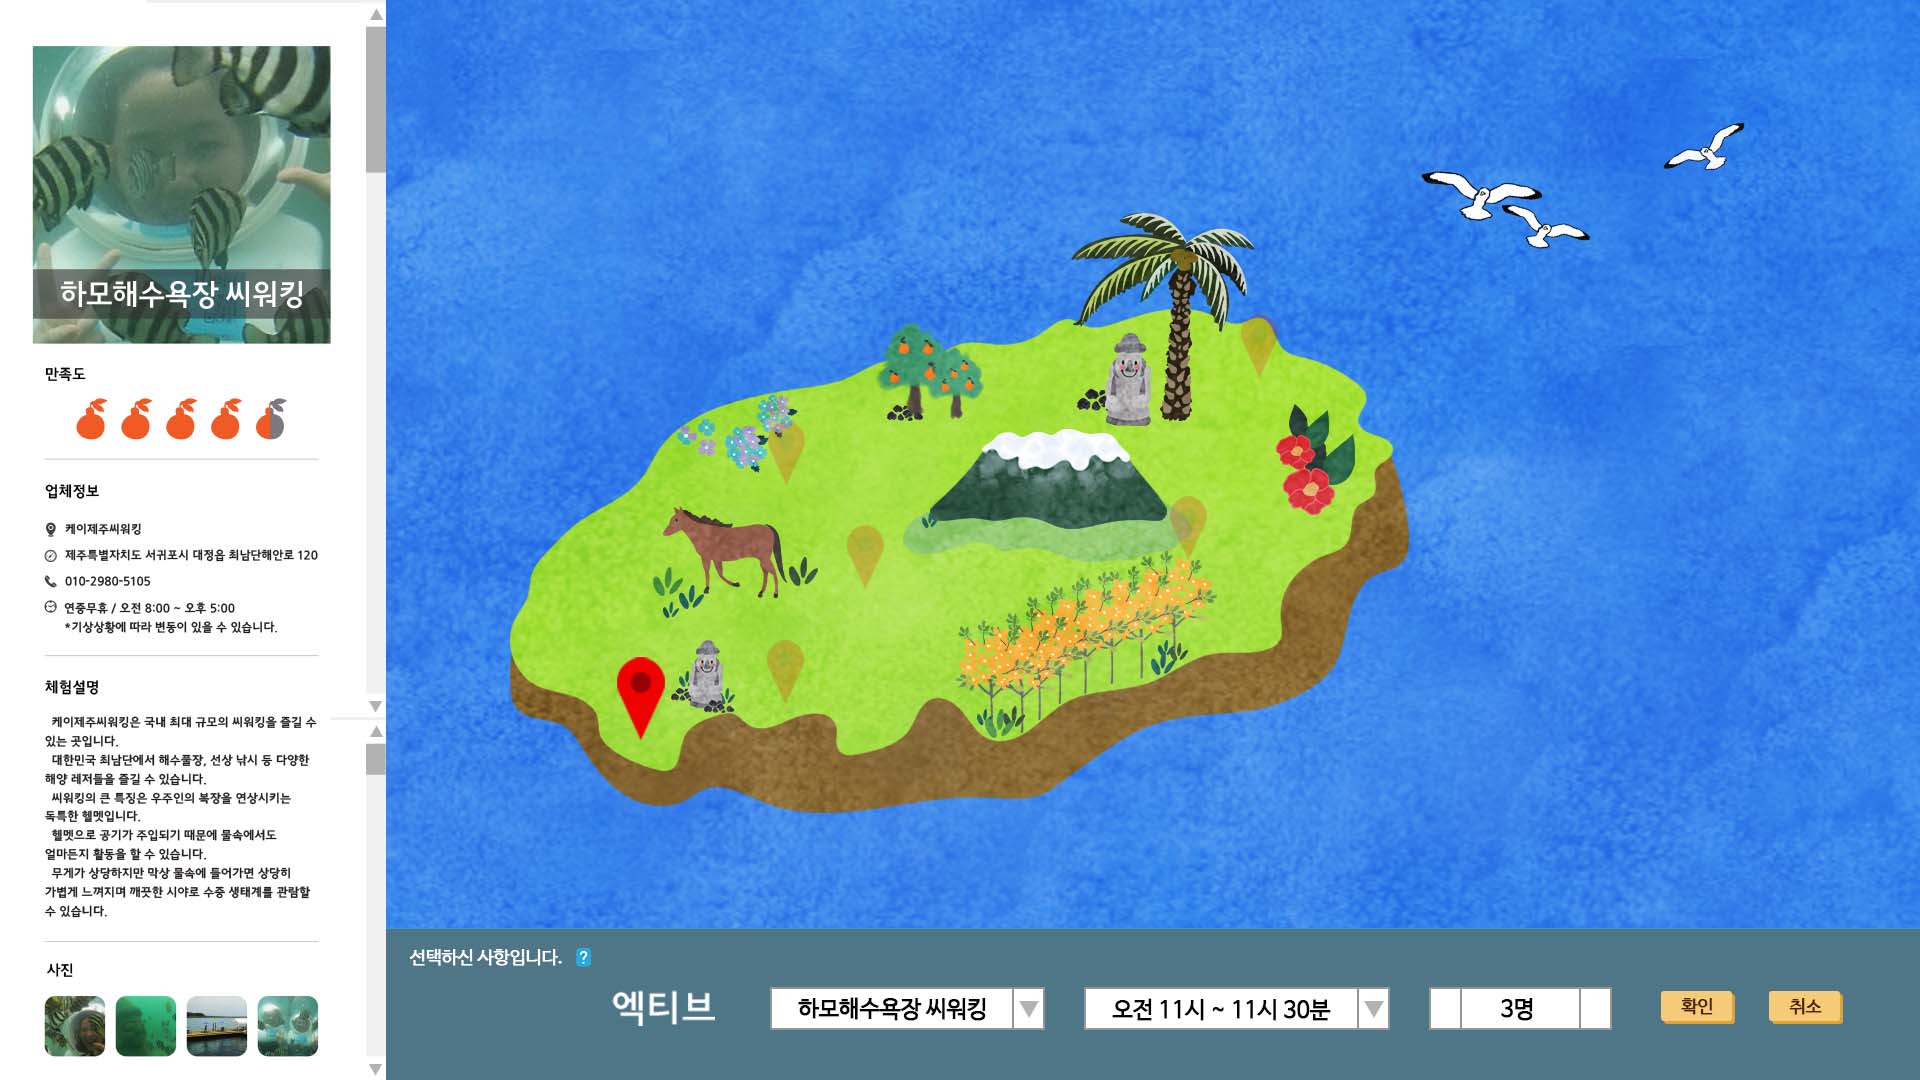 하모해수욕장 씨워킹
만족도
업체정보
케이제주씨워킹
제주특별자치도 서귀포시 대정읍 최남단해안로 120
010-2980-5105
연중무휴 / 오전 8:00 ~ 오후 5:00
*기상상황에 따라 변동이 있을 수 있습니다.
체험설명
케이제주씨워킹은 국내 최대 규모의 씨워킹을 즐길 수
있는 곳입니다.
대한민국 최남단에서 해수풀장, 선상 낚시 등 다양한
해양 레저들을 즐길 수 있습니다.
씨워킹의 큰 특징은 우주인의 복장을 연상시키는
독특한 헬멧입니다.
헬멧으로 공기가 주입되기 때문에 물속에서도
얼마든지 활동을 할 수 있습니다.
무게가 상당하지만 막상 물속에 들어가면 상당히
가볍게 느껴지며 깨끗한 시야로 수중 생태계를 관람할
수 있습니다.
사진
선택하신 사항입니다. ?
엑티브
하모해수욕장 씨워킹
오전 11시 ~ 11시 30분
3명
확인
취소